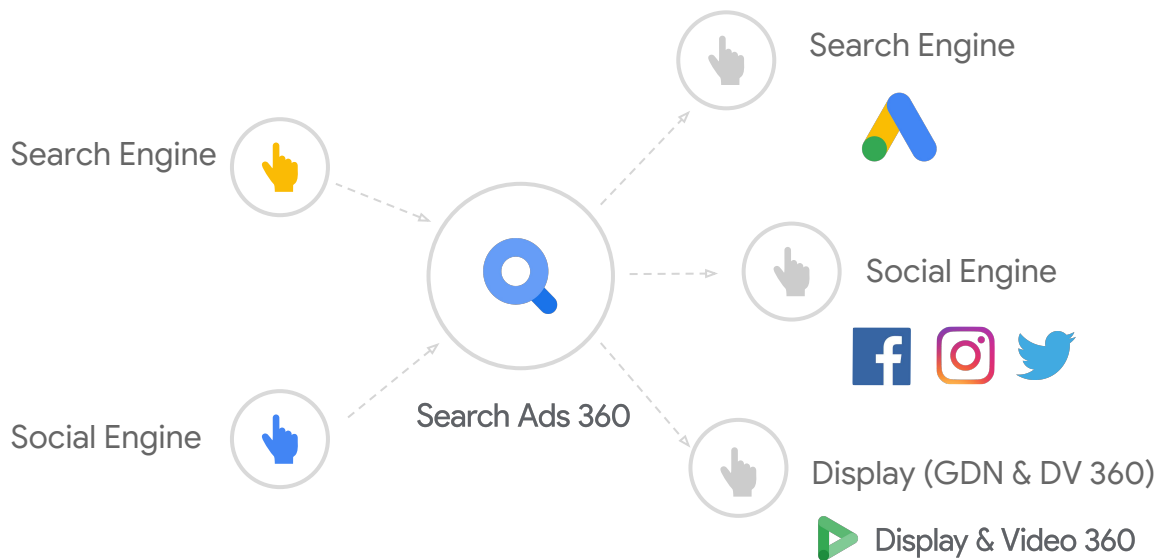 Search Engine
Search Engine
Social Engine
Search Ads 360
Social Engine
Display (GDN & DV 360)
Display & Video 360